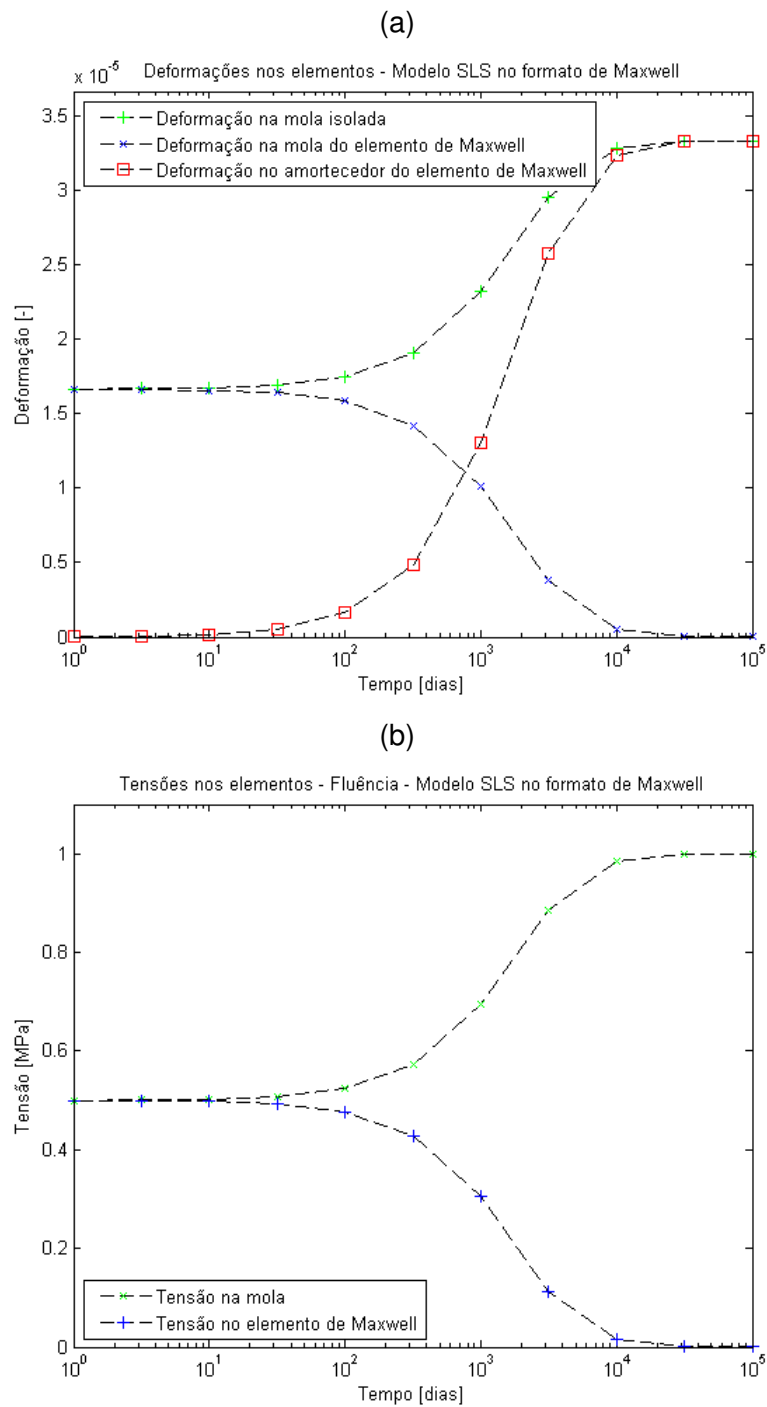 (a)
x 10^-5
Deformações nos elementos - Modelo SLS no formato de Maxwell
3.5
3
2.5
2
1.5
1
0.5
0
Deformação [-]
Deformação na mola isolada
Deformação na mola do elemento de Maxwell
Deformação no amortecedor do elemento de Maxwell
10^0 10^1 10^2 10^3 10^4 10^5
Tempo [dias]
(b)
Tensões nos elementos - Fluência - Modelo SLS no formato de Maxwell
1
0.8
0.6
0.4
0.2
0
Tensão [MPa]
Tensão na mola
Tensão no elemento de Maxwell
10^0 10^1 10^2 10^3 10^4 10^5
Tempo [dias]